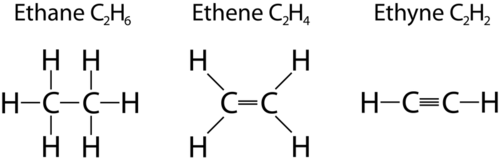 Ethane C₂H₆ Ethene C₂H₄ Ethyne C₂H₂
H H H H
H–C–C–H C=C H–C≡C–H
H H H H